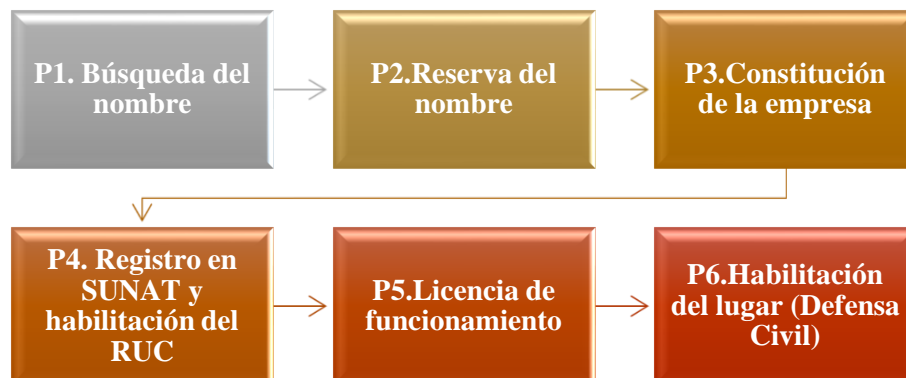 P1. Búsqueda del
nombre
P2.Reserva del
nombre
P3.Constitución
de la empresa
P4. Registro en
SUNAT y
habilitación del
RUC
P5.Licencia de
funcionamiento
P6.Habilitación
del lugar (Defensa
Civil)